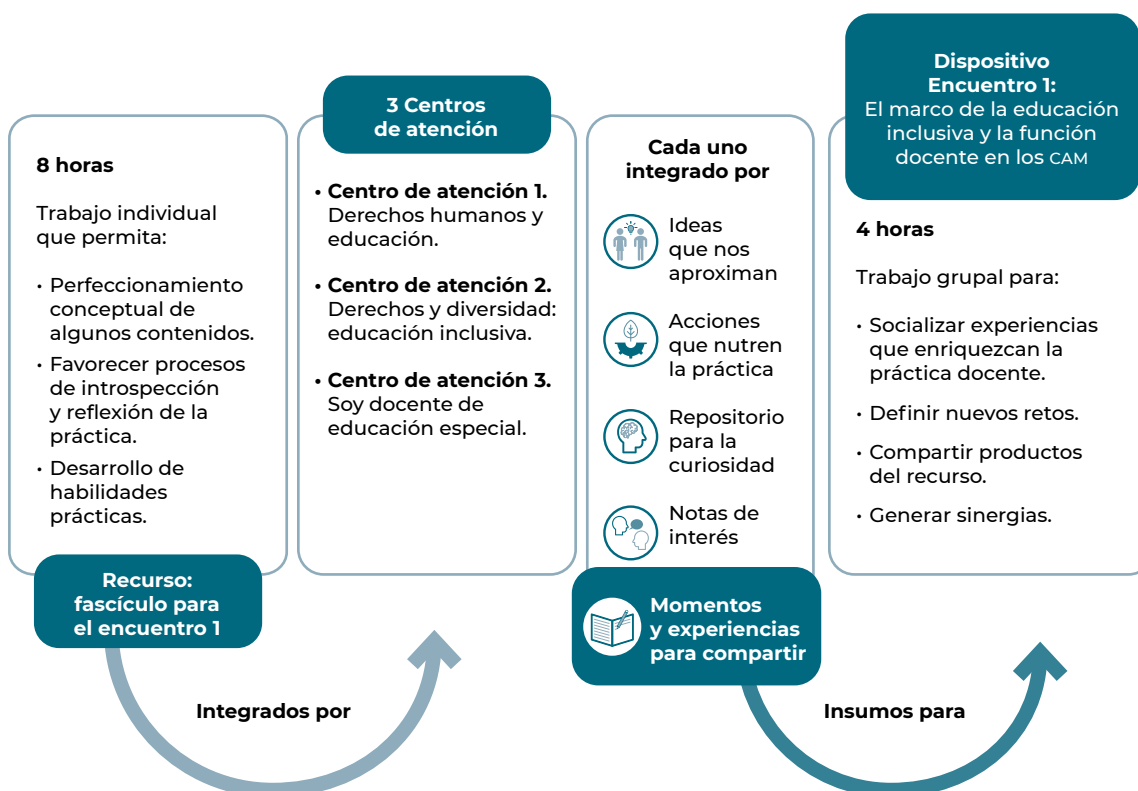 8 horas
Trabajo individual
que permita:
· Perfeccionamiento
conceptual de
algunos contenidos.
· Favorecer procesos
de introspección
y reflexión de la
práctica.
· Desarrollo de
habilidades
prácticas.
Recurso:
fascículo para
el encuentro 1
Integrados por
3 Centros
de atención
• Centro de atención 1.
Derechos humanos y
educación.
• Centro de atención 2.
Derechos y diversidad:
educación inclusiva.
• Centro de atención 3.
Soy docente de
educación especial.
Cada uno
integrado por
Ideas
que nos
aproximan
Acciones
que nutren
la práctica
Repositorio
para la
curiosidad
Notas de
interés
Momentos
y experiencias
para compartir
Insumos para
Dispositivo
Encuentro 1:
El marco de la educación
inclusiva y la función
docente en los CAM
4 horas
Trabajo grupal para:
· Socializar experiencias
que enriquezcan la
práctica docente.
· Definir nuevos retos.
· Compartir productos
del recurso.
· Generar sinergias.